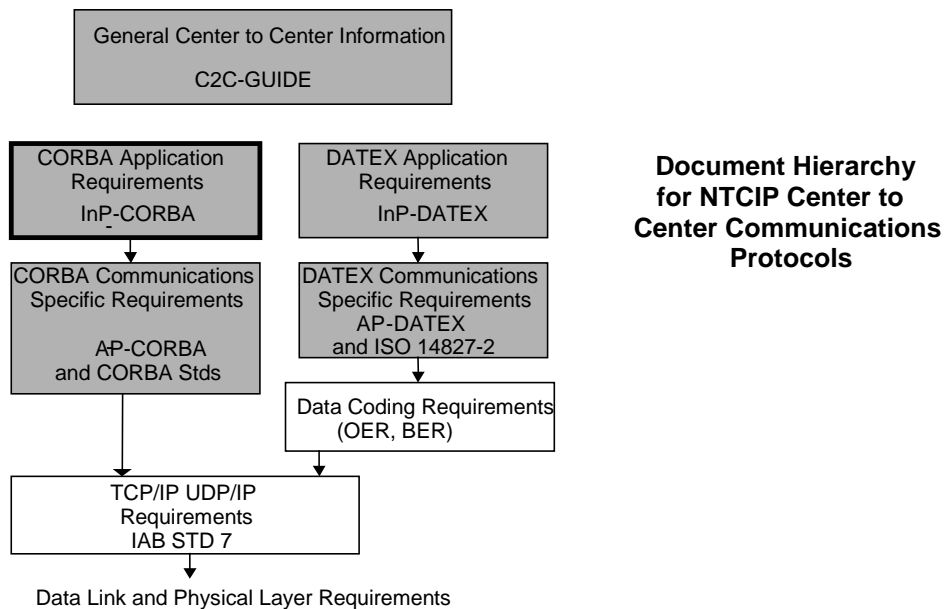 General Center to Center Information
C2C-GUIDE
CORBA Application
Requirements
InP-CORBA
DATEX Application
Requirements
InP-DATEX
Document Hierarchy
for NTCIP Center to
Center Communications
Protocols
CORBA Communications
Specific Requirements
AP-CORBA
and CORBA Stds
DATEX Communications
Specific Requirements
AP-DATEX
and ISO 14827-2
Data Coding Requirements
(OER, BER)
TCP/IP UDP/IP
Requirements
IAB STD 7
Data Link and Physical Layer Requirements